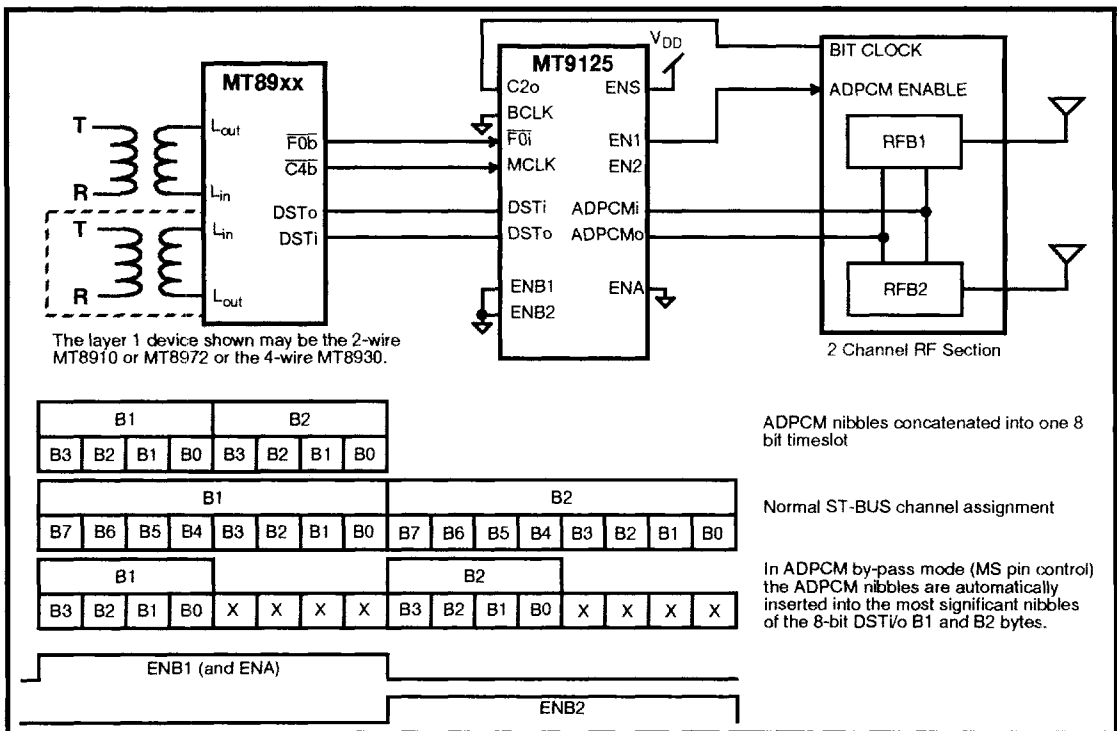 MT89xx
T
R
T
R
Lout
Lin
Lin
Lout
F0b
C4b
DSTo
DSTi
The layer 1 device shown may be the 2-wire
MT8910 or MT8972 or the 4-wire MT8930.
MT9125
C2o
BCLK
F0i
MCLK
DSTi
DSTo
ENB1
ENB2
VDD
ENS
EN1
EN2
ADPCMi
ADPCMo
ENA
BIT CLOCK
ADPCM ENABLE
RFB1
RFB2
2 Channel RF Section
B1 B2
B3 B2 B1 B0 B3 B2 B1 B0
ADPCM nibbles concatenated into one 8
bit timeslot
B1 B2
B7 B6 B5 B4 B3 B2 B1 B0 B7 B6 B5 B4 B3 B2 B1 B0
Normal ST-BUS channel assignment
B1 B2
B3 B2 B1 B0 X X X X B3 B2 B1 B0 X X X X
In ADPCM by-pass mode (MS pin control)
the ADPCM nibbles are automatically
inserted into the most significant nibbles
of the 8-bit DSTi/o B1 and B2 bytes.
ENB1 (and ENA)
ENB2